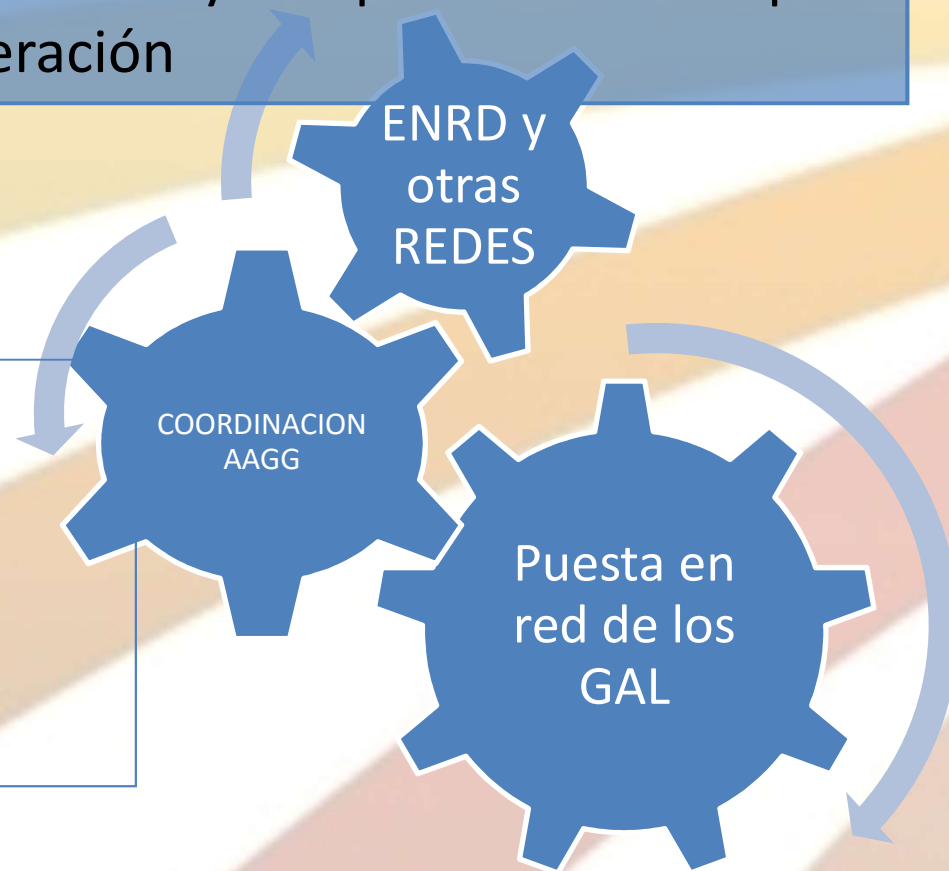 eración
ENRD y
otras
REDES
COORDINACION
AAGG
Puesta en
red de los
GAL